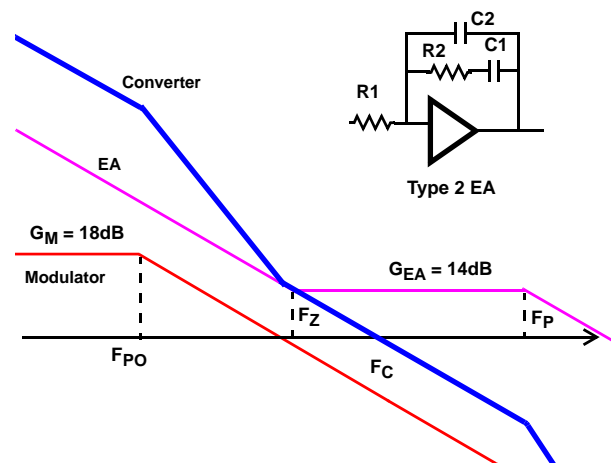 C2
R2
C1
R1
Type 2 EA
Converter
EA
GM = 18dB
GEA = 14dB
Modulator
FZ
FP
FPO
FC